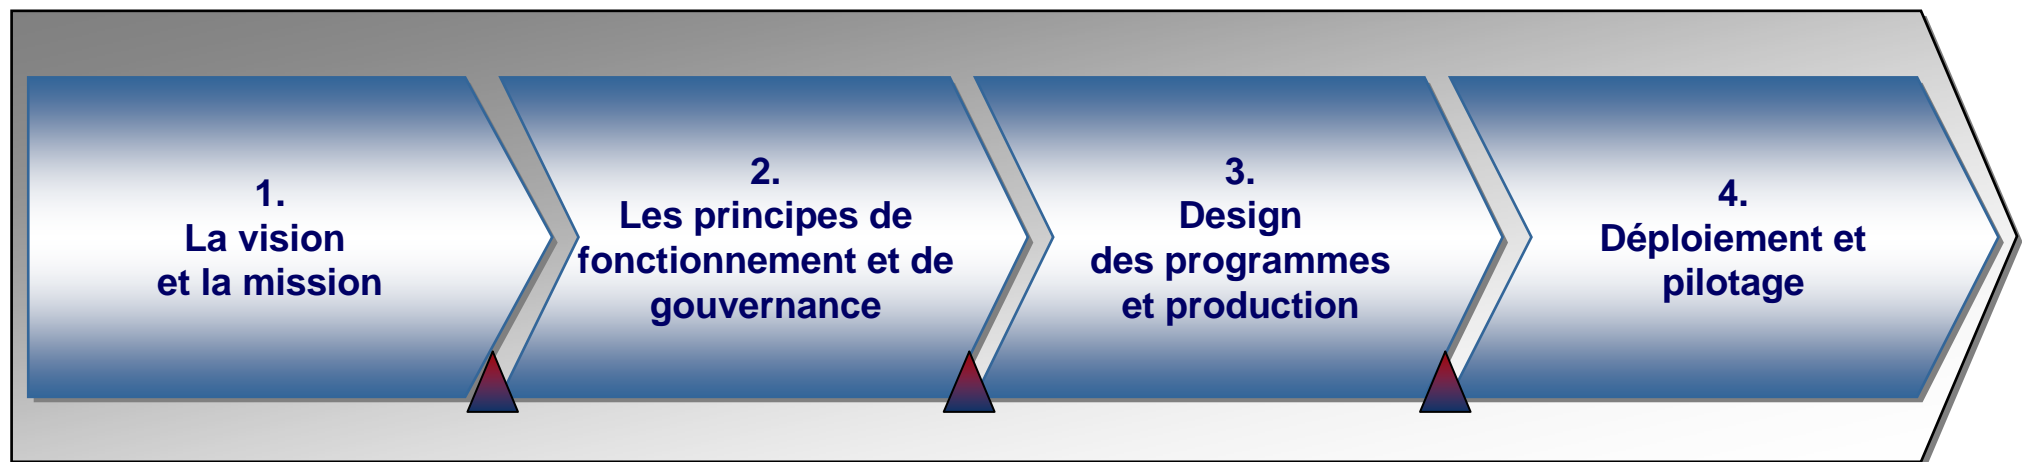 1.
La vision
et la mission
2.
Les principes de
fonctionnement et de
gouvernance
3.
Design
des programmes
et production
4.
Déploiement et
pilotage